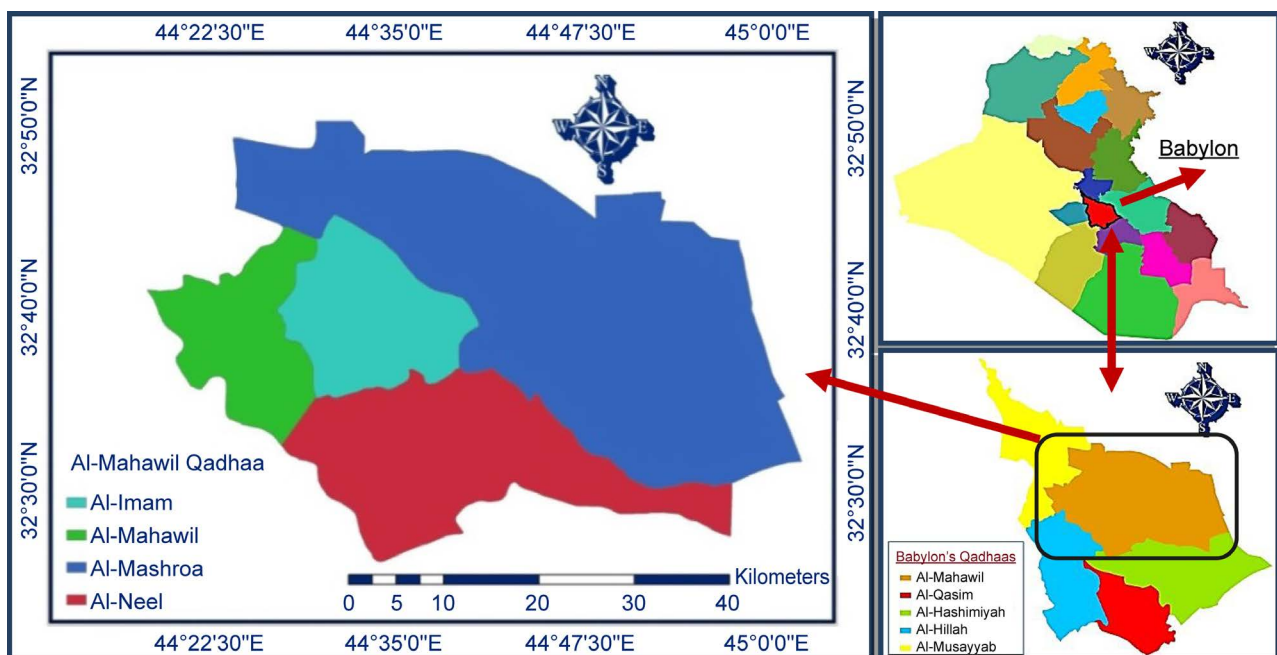 44°22'30"E 44°35'0"E 44°47'30"E 45°0'0"E
32°50'0"N
32°40'0"N
32°30'0"N
N
W E
S
Al-Mahawil Qadhaa
Al-Imam
Al-Mahawil
Al-Mashroa
Al-Neel
Kilometers
0 5 10 20 30 40
32°50'0"N
32°40'0"N
32°30'0"N
44°22'30"E 44°35'0"E 44°47'30"E 45°0'0"E
N
W E
S
Babylon
N
W E
S
Babylon's Qadhaas
Al-Mahawil
Al-Qasim
Al-Hashimiyah
Al-Hillah
Al-Musayyab